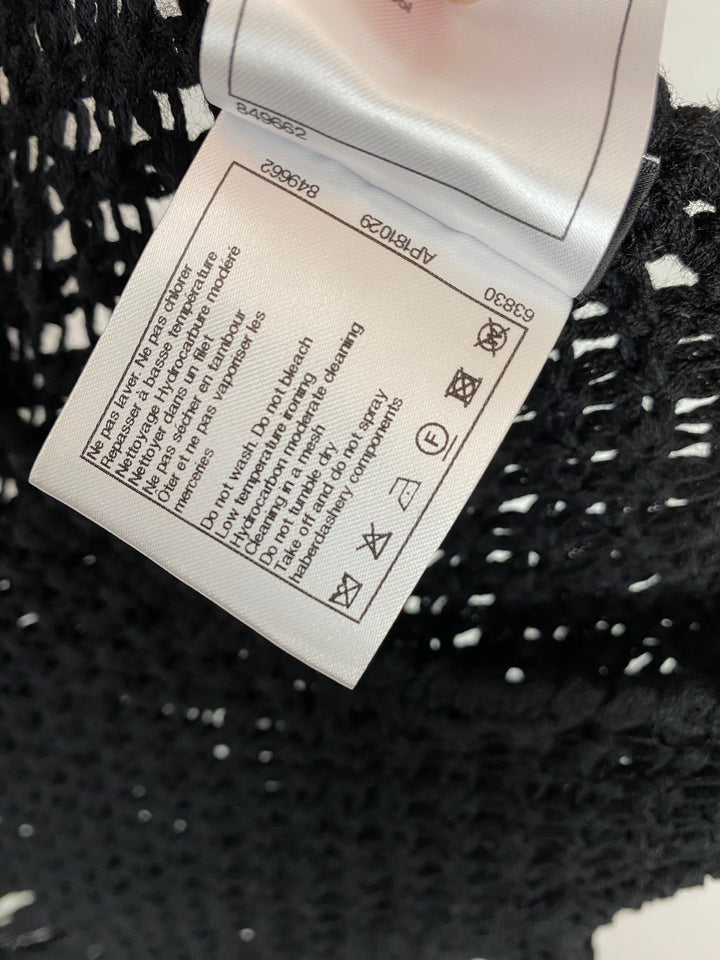 849662
849662
AP181029
63830
Ne pas laver. Ne pas chlorer
Repasser à basse température
Nettoyage Hydrocarbure modéré
Nettoyer dans un filet
Ne pas sécher en tambour
Oter et ne pas vaporiser les
merceries
Do not wash. Do not bleach
Low temperature ironing
Hydrocarbon moderate cleaning
Cleaning in a mesh
Do not tumble dry
Take off and do not spray
haberdashery components
F
W